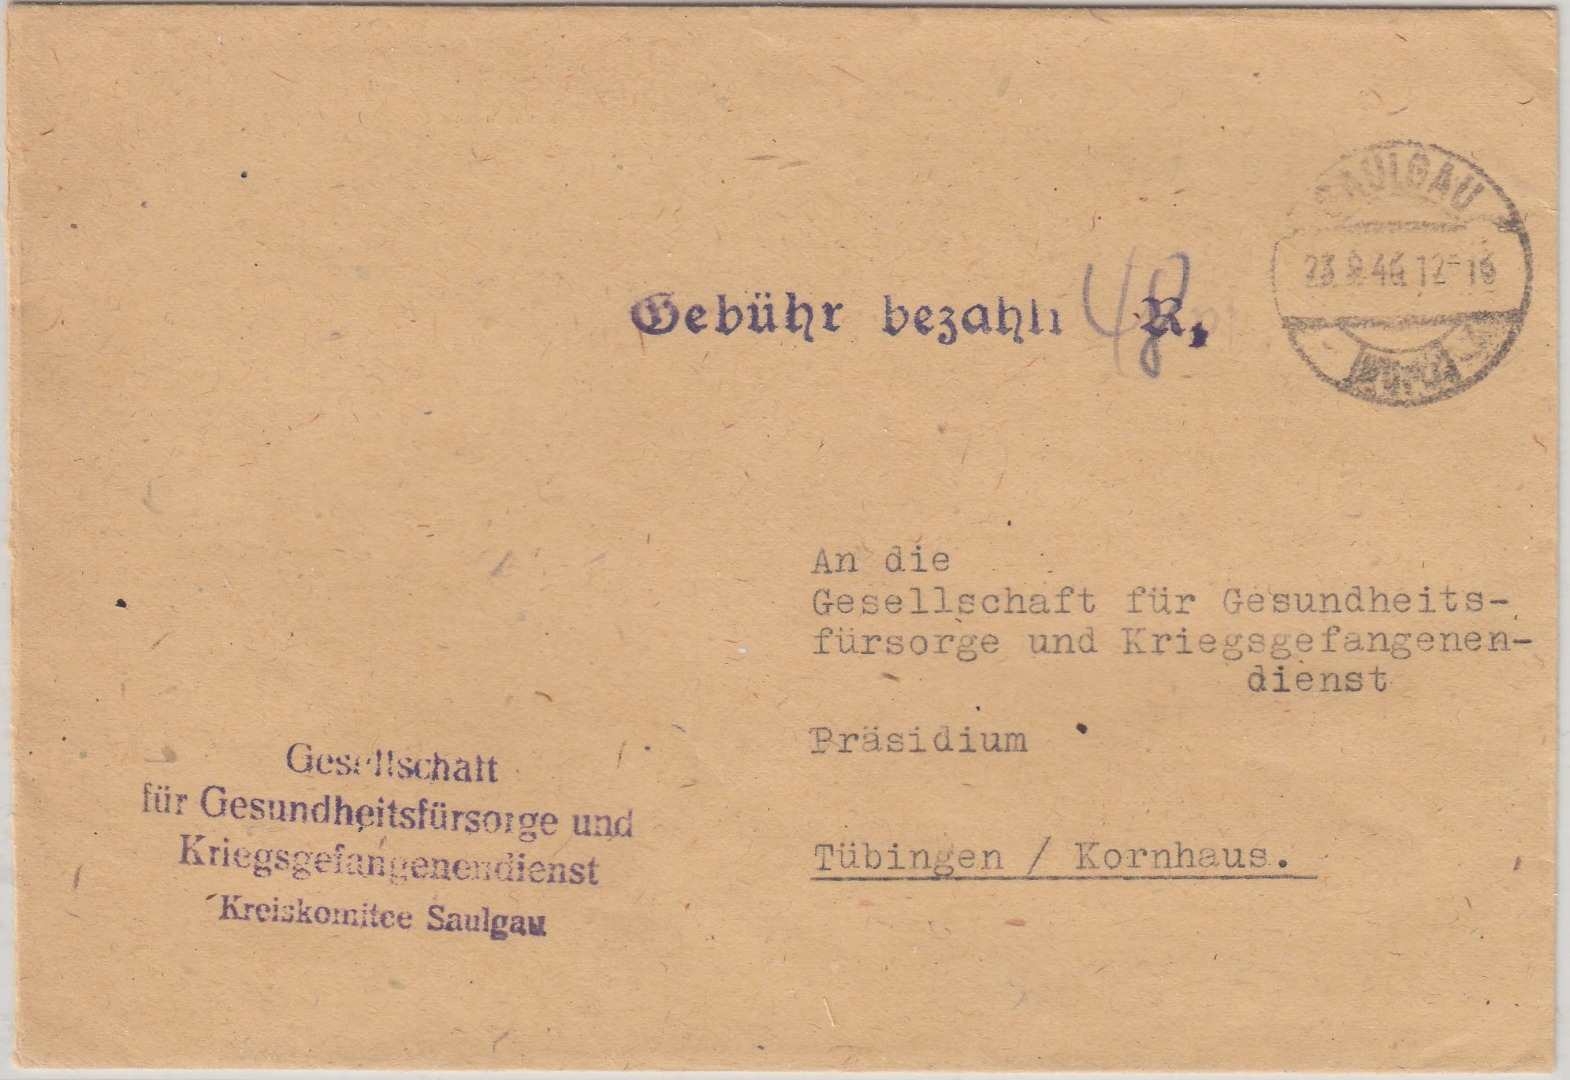 SAULGAU
23.9.46.12-13
Gebühr bezahlt 48 R,
An die
Gesellschaft für Gesundheits-
fürsorge und Kriegsgefangenen-
dienst
Präsidium
Tübingen / Kornhaus.
Gesellschaft
für Gesundheitsfürsorge und
Kriegsgefangenendienst
Kreiskomitee Saulgau